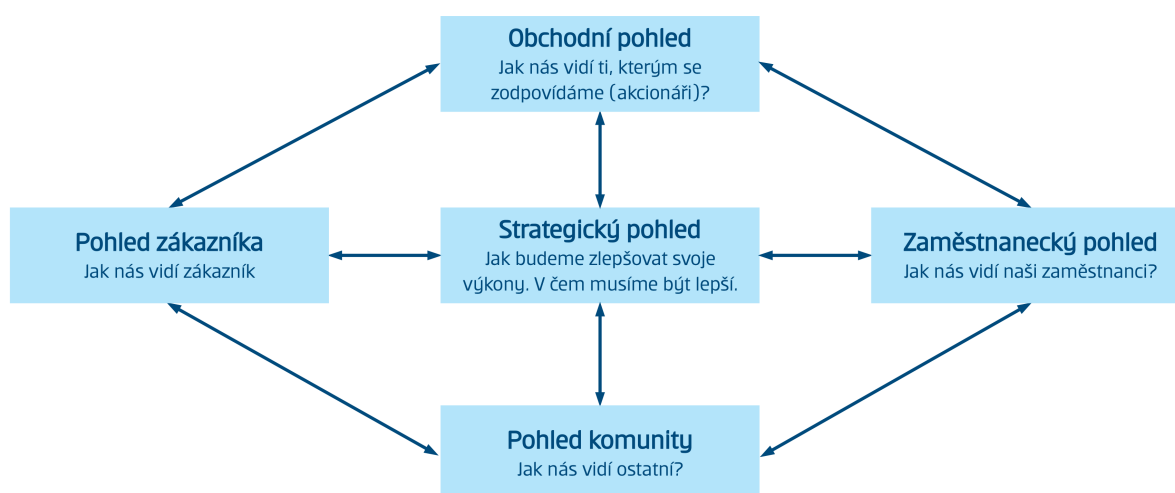 Obchodní pohled
Jak nás vidí ti, kterým se
zodpovídáme (akcionáři)?
Pohled zákazníka
Jak nás vidí zákazník
Strategický pohled
Jak budeme zlepšovat svoje
výkony. V čem musíme být lepší.
Zaměstnanecký pohled
Jak nás vidí naši zaměstnanci?
Pohled komunity
Jak nás vidí ostatní?